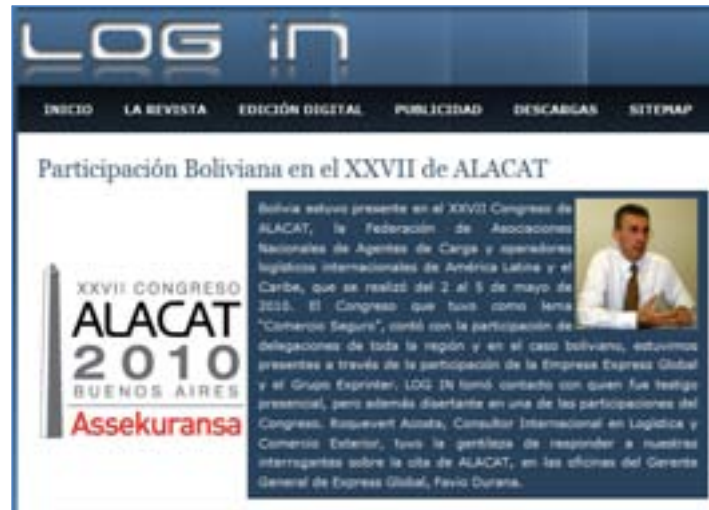 LOG iN
INICIO LA REVISTA EDICIÓN DIGITAL PUBLICIDAD DESCARGAS SITEMAP
Participación Boliviana en el XXVII de ALACAT
XXVII CONGRESO
ALACAT
2010
BUENOS AIRES
Assekuransa
Bolivia estuvo presente en el XXVII Congreso de
ALACAT, la Federación de Asociaciones
Nacionales de Agentes de Carga y operadores
logísticos internacionales de América Latina y el
Caribe, que se realizó del 2 al 5 de mayo de
2010. El Congreso que tuvo como lema
"Comercio Seguro", contó con la participación de
delegaciones de toda la región y en el caso boliviano, estuvimos
presentes a través de la participación de la Empresa Express Global
y el Grupo Exprinter. LOG IN tomó contacto con quien fue testigo
presencial, pero además disertante en una de las participaciones del
Congreso. Roquevert Acosta, Consultor Internacional en Logística y
Comercio Exterior, tuvo la gentileza de responder a nuestras
interrogantes sobre la cita de ALACAT, en las oficinas del Gerente
General de Express Global, Favio Durana.